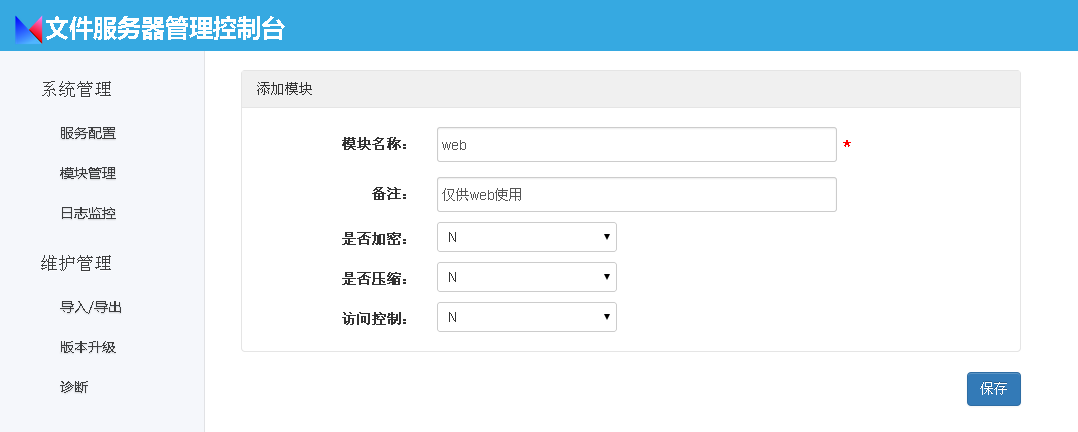 文件服务器管理控制台
系统管理
服务配置
模块管理
日志监控
维护管理
导入/导出
版本升级
诊断
添加模块
模块名称： web *
备注： 仅供web使用
是否加密： N
是否压缩： N
访问控制： N
保存